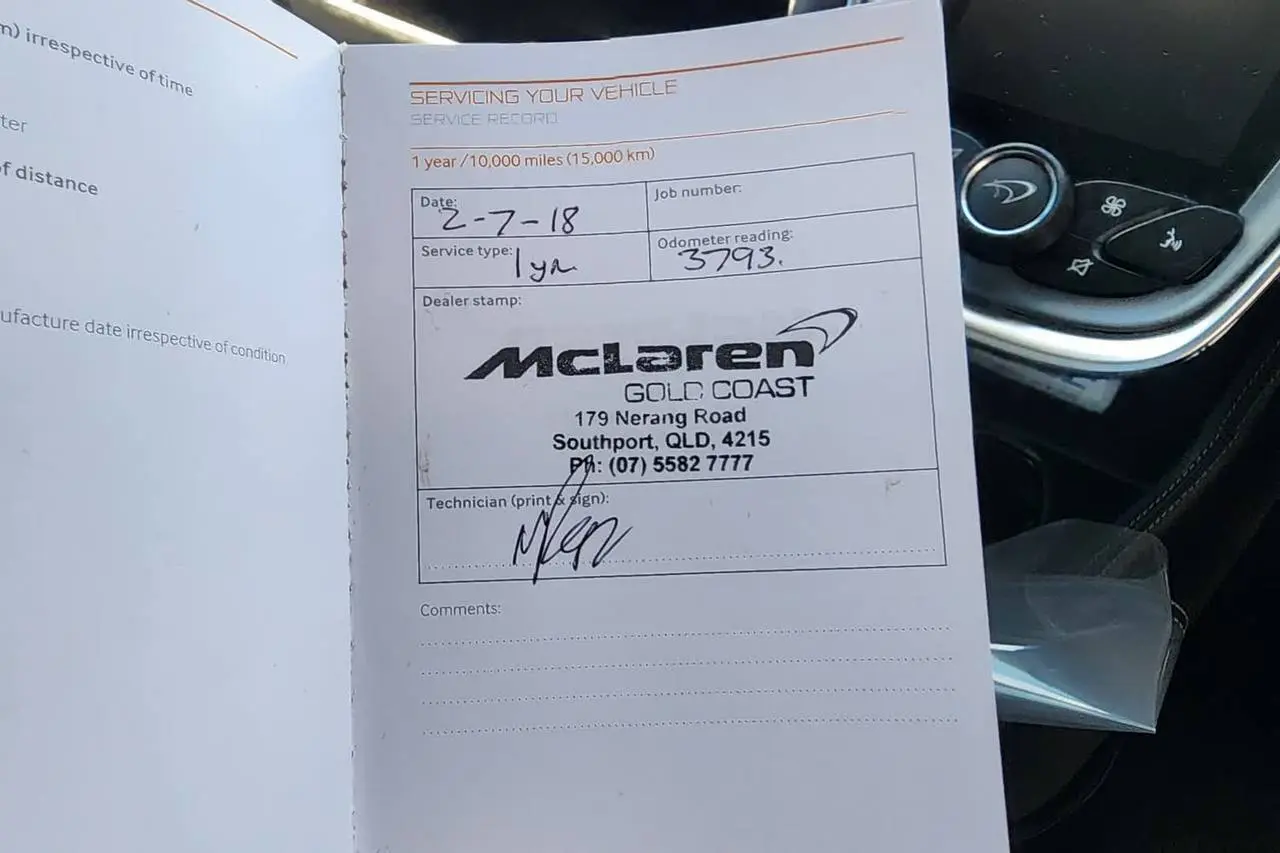 m) irrespective of time
ter
f distance
ufacture date irrespective of condition
SERVICING YOUR VEHICLE
SERVICE RECORD
1 year /10,000 miles (15,000 km)
Date: 2-7-18
Job number:
Service type: 1 yr
Odometer reading: 3793.
Dealer stamp:
McLaren
GOLD COAST
179 Nerang Road
Southport, QLD, 4215
PH: (07) 5582 7777
Technician (print & sign):
Comments: